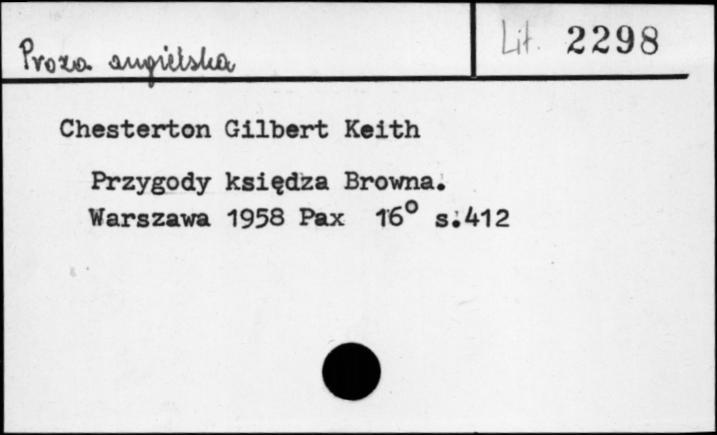 Proza angielska
Lit. 2298
Chesterton Gilbert Keith
Przygody księdza Browna.
Warszawa 1958 Pax 16° s.412